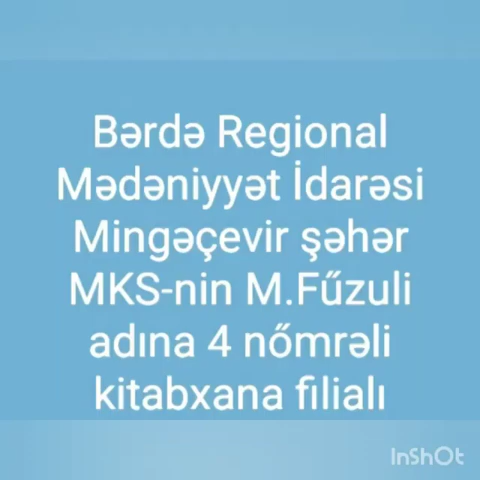 Bərdə Regional
Mədəniyyət İdarəsi
Mingəçevir şəhər
MKS-nin M.Fűzuli
adına 4 nőmrəli
kitabxana filialı
InShOt